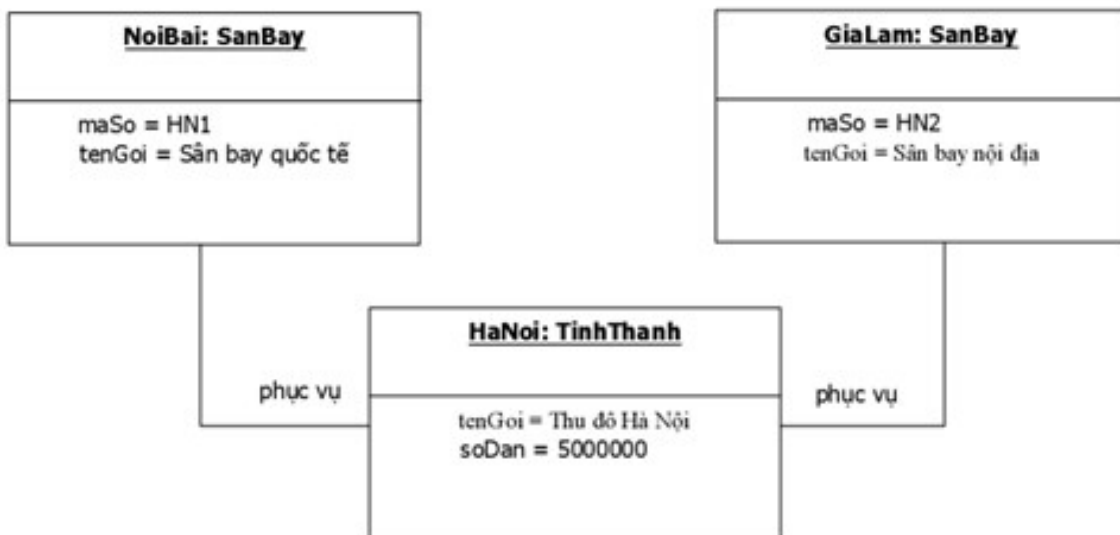 NoiBai: SanBay
maSo = HN1
tenGoi = Sân bay quốc tế
GiaLam: SanBay
maSo = HN2
tenGoi = Sân bay nội địa
phục vụ
phục vụ
HaNoi: TinhThanh
tenGoi = Thu đô Hà Nội
soDan = 5000000